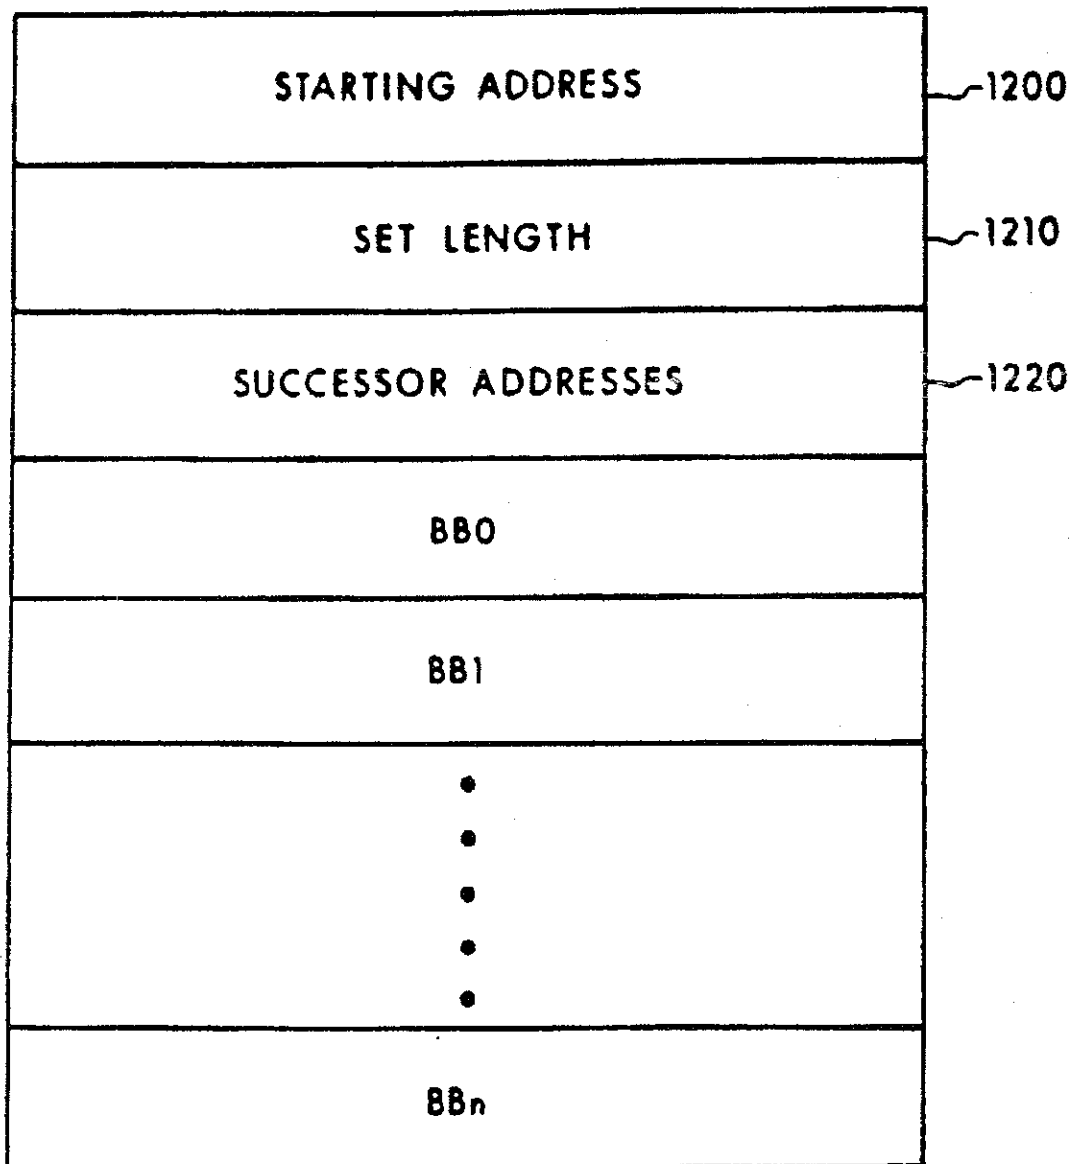 STARTING ADDRESS 1200
SET LENGTH 1210
SUCCESSOR ADDRESSES 1220
BB0
BB1
BBn